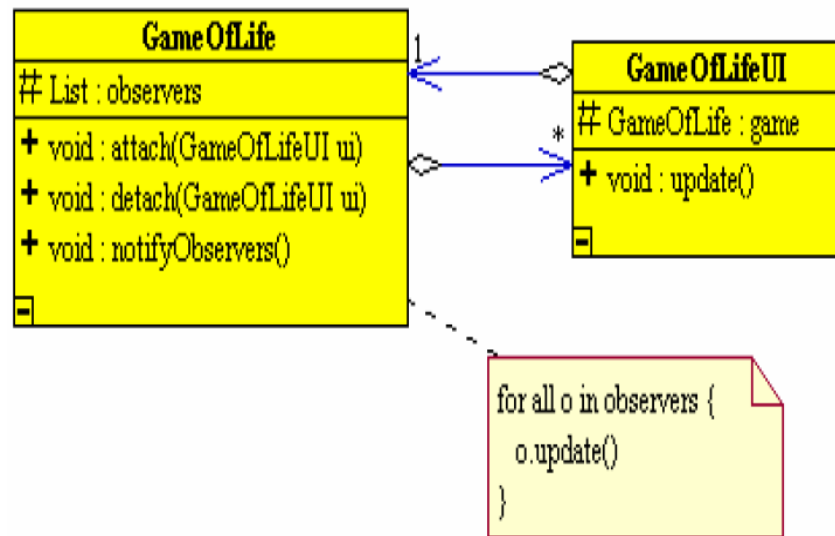 GameOfLife
# List : observers
+ void : attach(GameOfLifeUI ui)
+ void : detach(GameOfLifeUI ui)
+ void : notifyObservers()
1
*
GameOfLifeUI
# GameOfLife : game
+ void : update()
for all o in observers {
o.update()
}